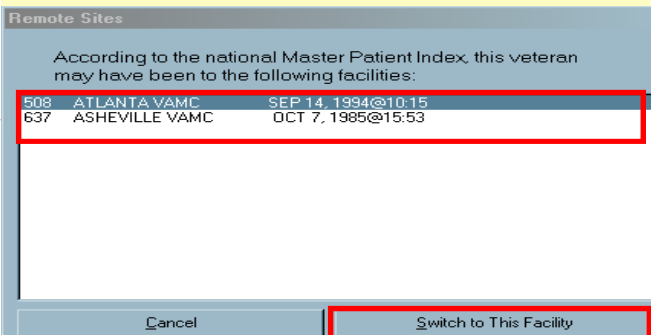 Remote Sites
According to the national Master Patient Index, this veteran
may have been to the following facilities:
508 ATLANTA VAMC SEP 14, 1994@10:15
637 ASHEVILLE VAMC OCT 7, 1985@15:53
Cancel Switch to This Facility